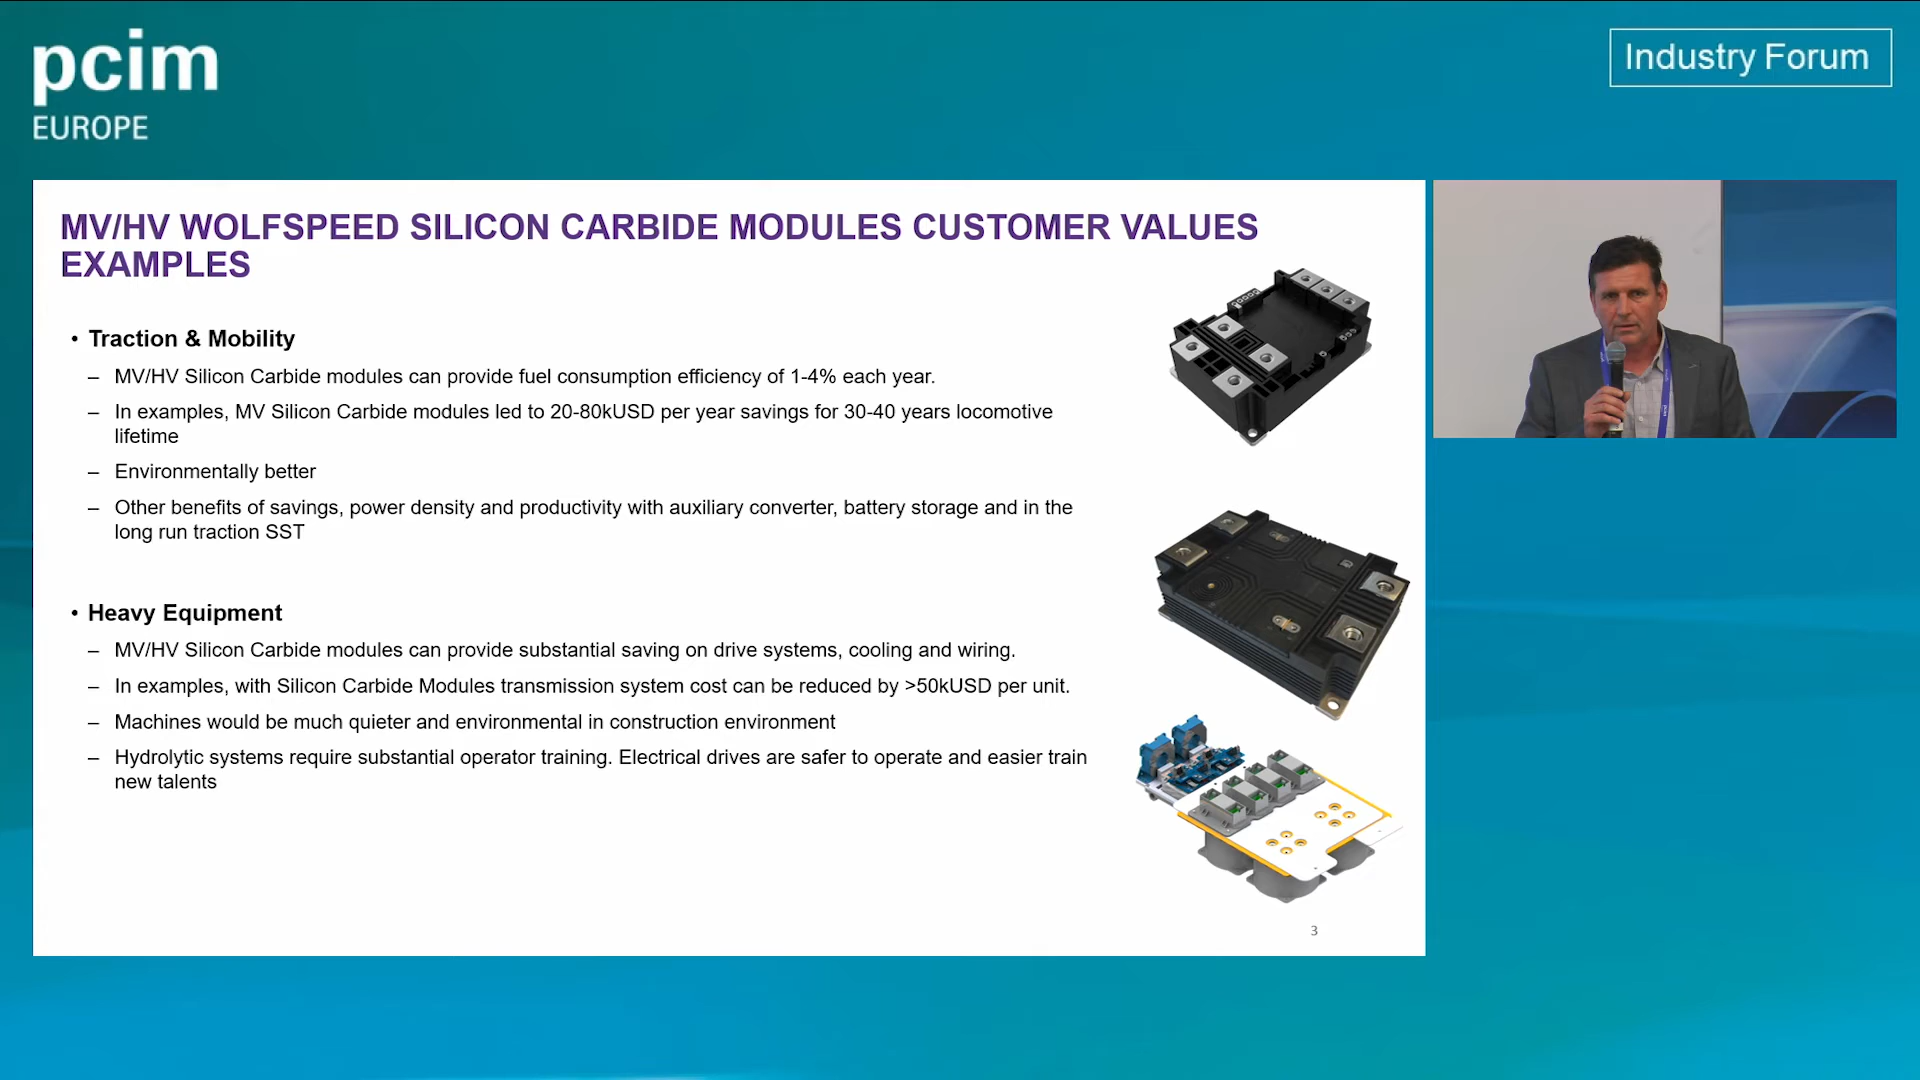 pcim
EUROPE
Industry Forum
MV/HV WOLFSPEED SILICON CARBIDE MODULES CUSTOMER VALUES
EXAMPLES
• Traction & Mobility
– MV/HV Silicon Carbide modules can provide fuel consumption efficiency of 1-4% each year.
– In examples, MV Silicon Carbide modules led to 20-80kUSD per year savings for 30-40 years locomotive
lifetime
– Environmentally better
– Other benefits of savings, power density and productivity with auxiliary converter, battery storage and in the
long run traction SST
• Heavy Equipment
– MV/HV Silicon Carbide modules can provide substantial saving on drive systems, cooling and wiring.
– In examples, with Silicon Carbide Modules transmission system cost can be reduced by >50kUSD per unit.
– Machines would be much quieter and environmental in construction environment
– Hydrolytic systems require substantial operator training. Electrical drives are safer to operate and easier train
new talents
3